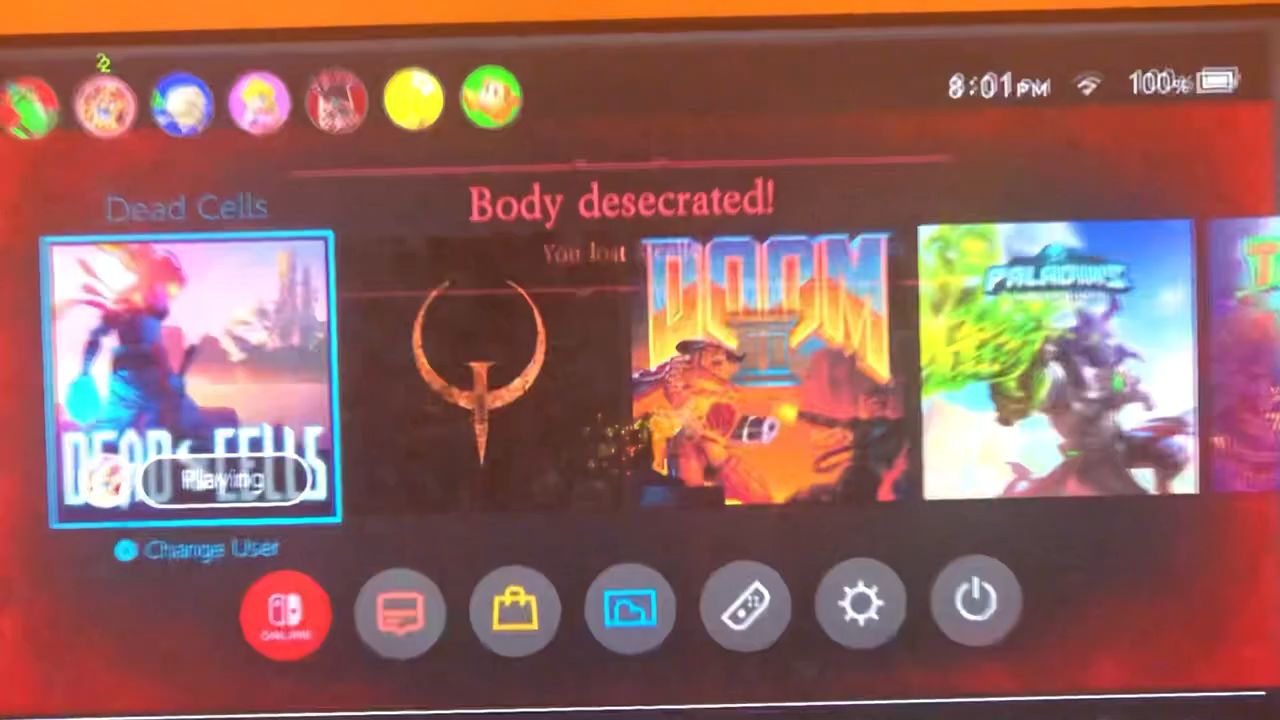 2
8:01PM 100%
Body desecrated!
Dead Cells
You lost
DOOM
II
PALADINS
DEAD CELLS
Playing
Change User
ONLINE